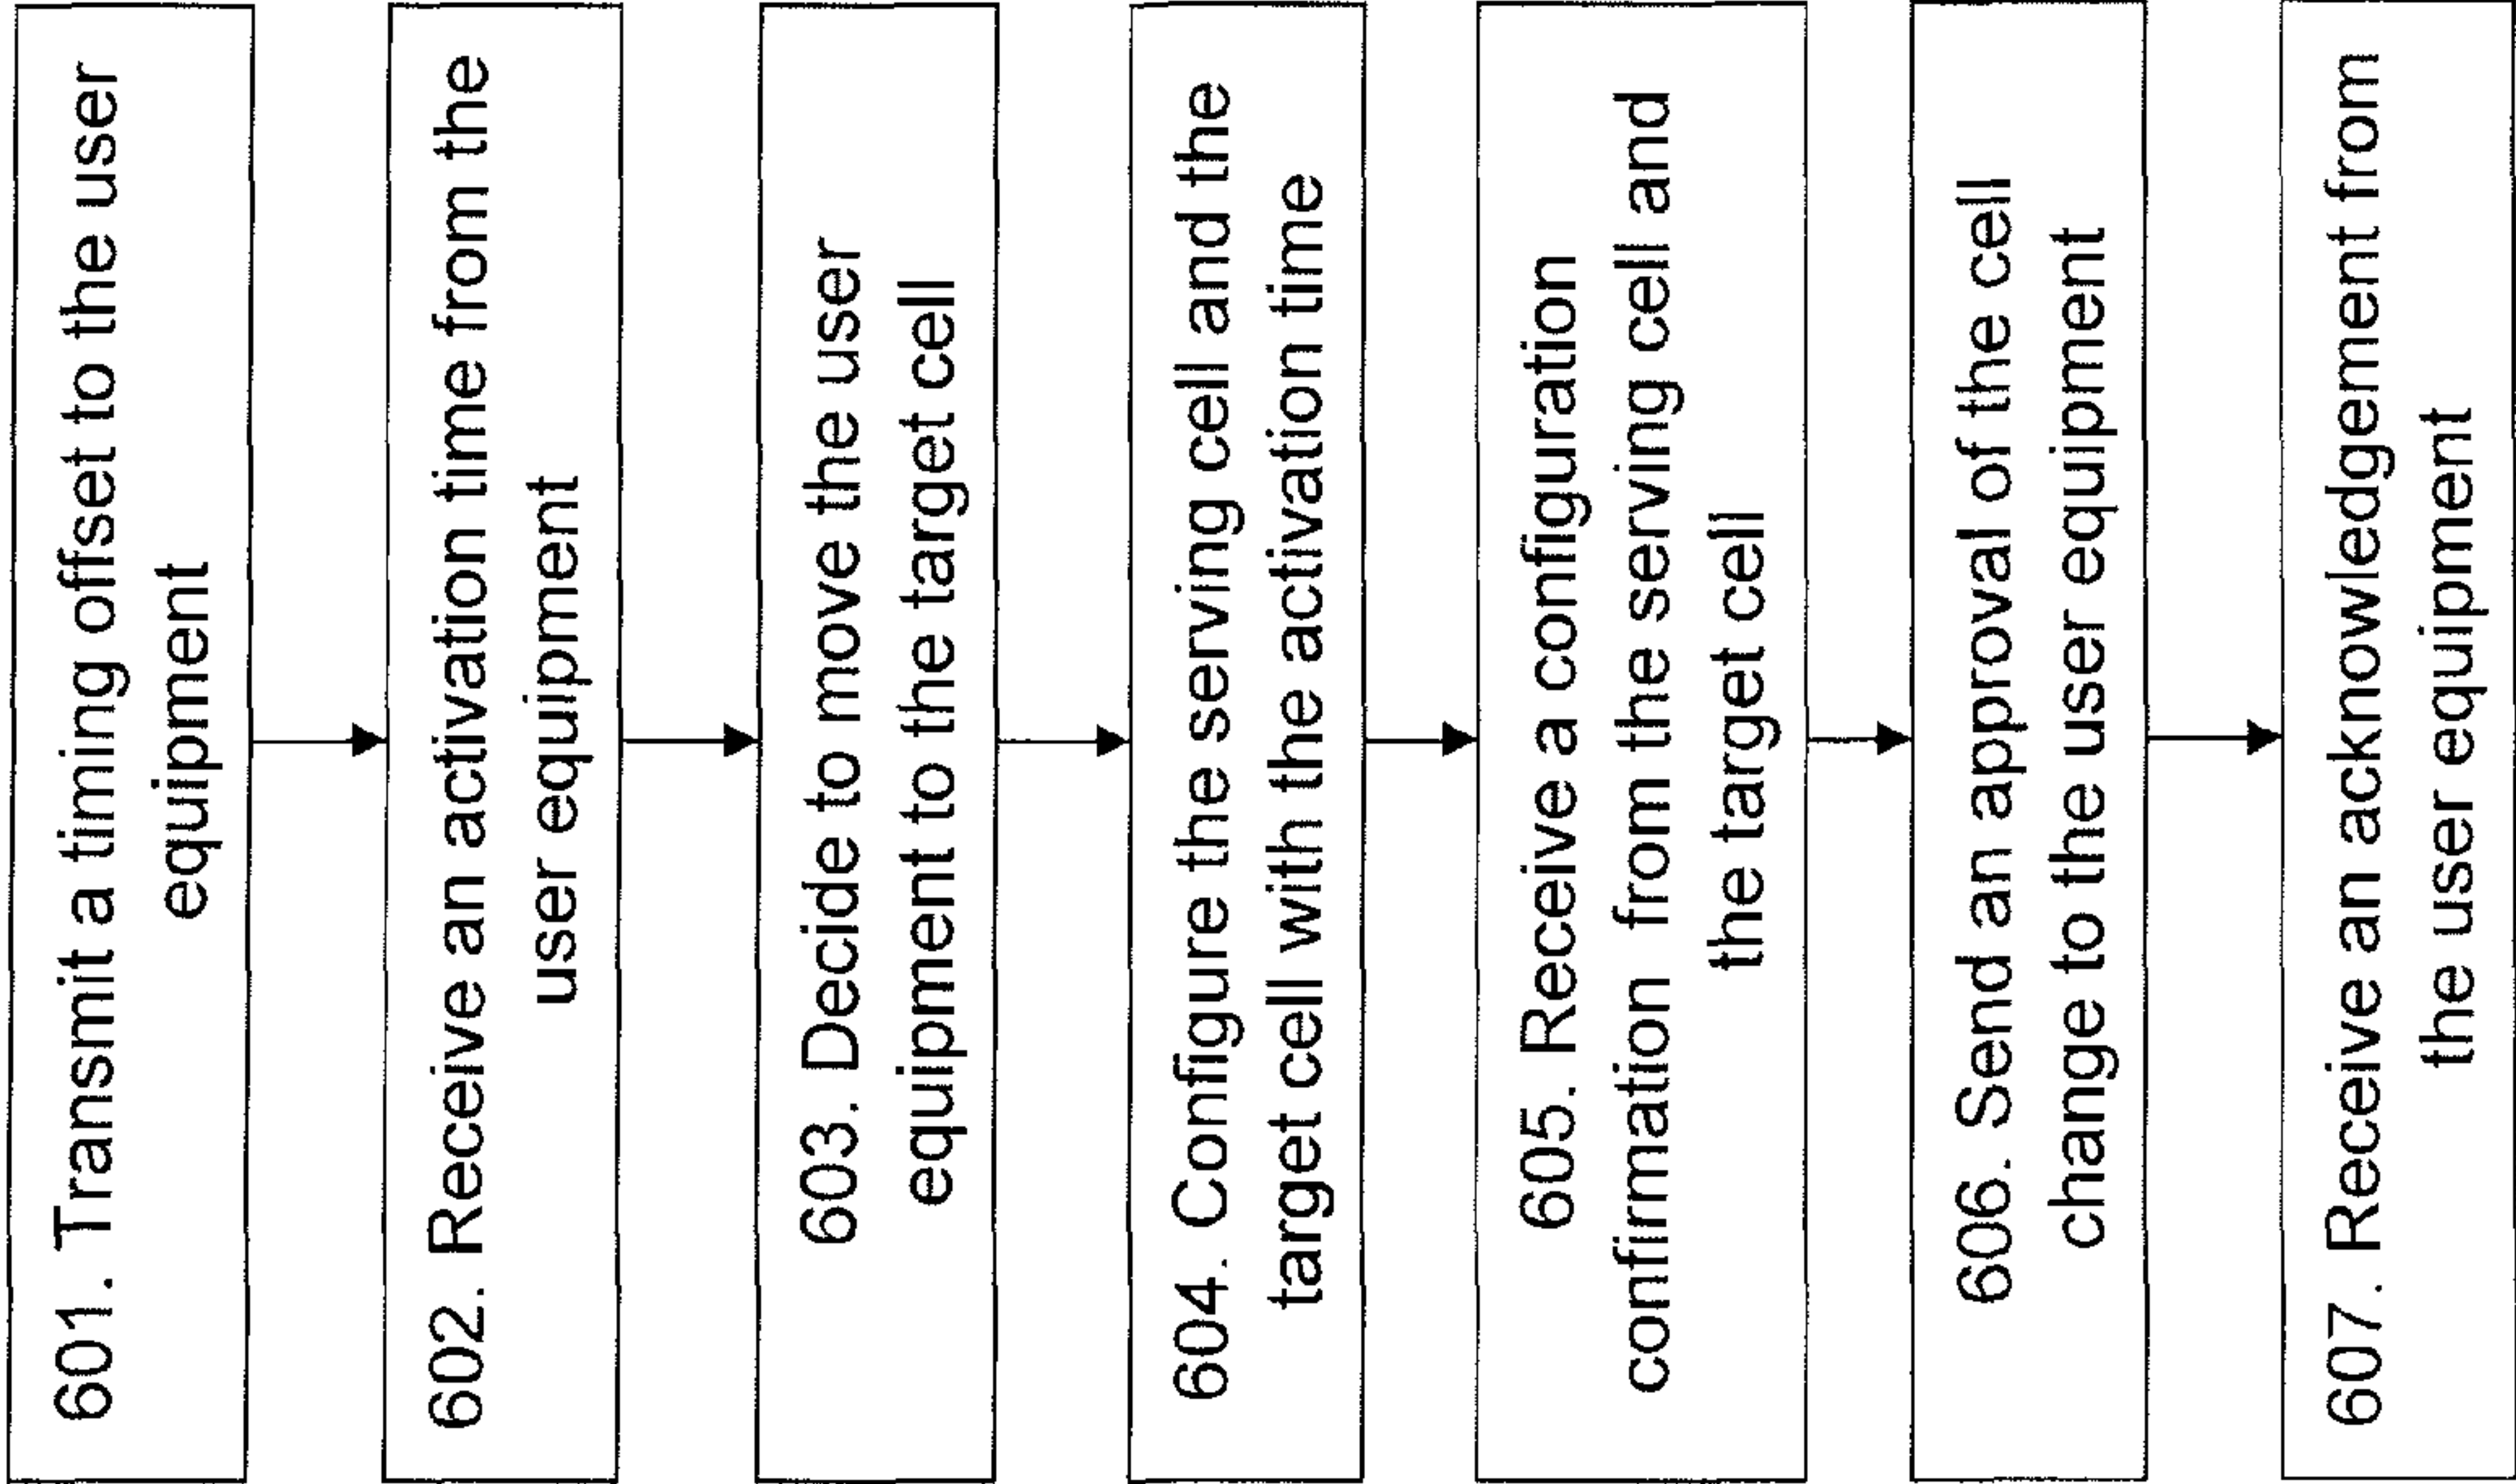 601. Transmit a timing offset to the user
equipment
602. Receive an activation time from the
user equipment
603. Decide to move the user
equipment to the target cell
604. Configure the serving cell and the
target cell with the activation time
605. Receive a configuration
confirmation from the serving cell and
the target cell
606. Send an approval of the cell
change to the user equipment
607. Receive an acknowledgement from
the user equipment